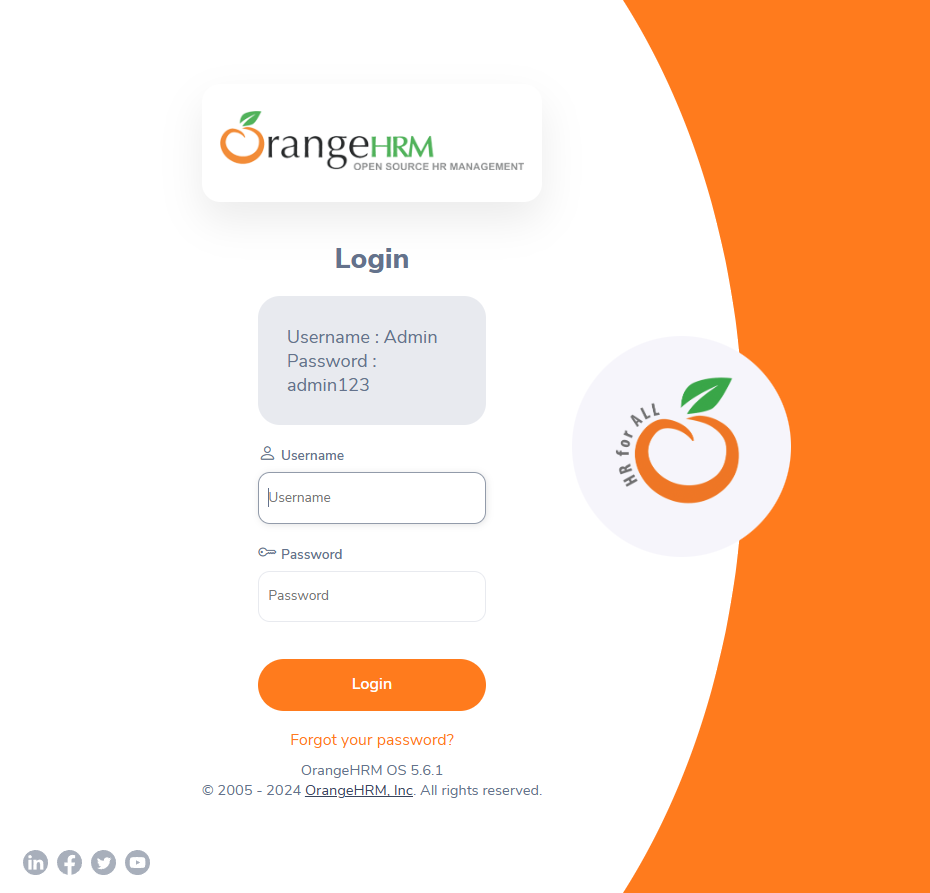 OrangeHRM
OPEN SOURCE HR MANAGEMENT
Login
Username : Admin
Password :
admin123
Username
Username
Password
Password
Login
Forgot your password?
OrangeHRM OS 5.6.1
© 2005 - 2024 OrangeHRM, Inc. All rights reserved.
HR for ALL